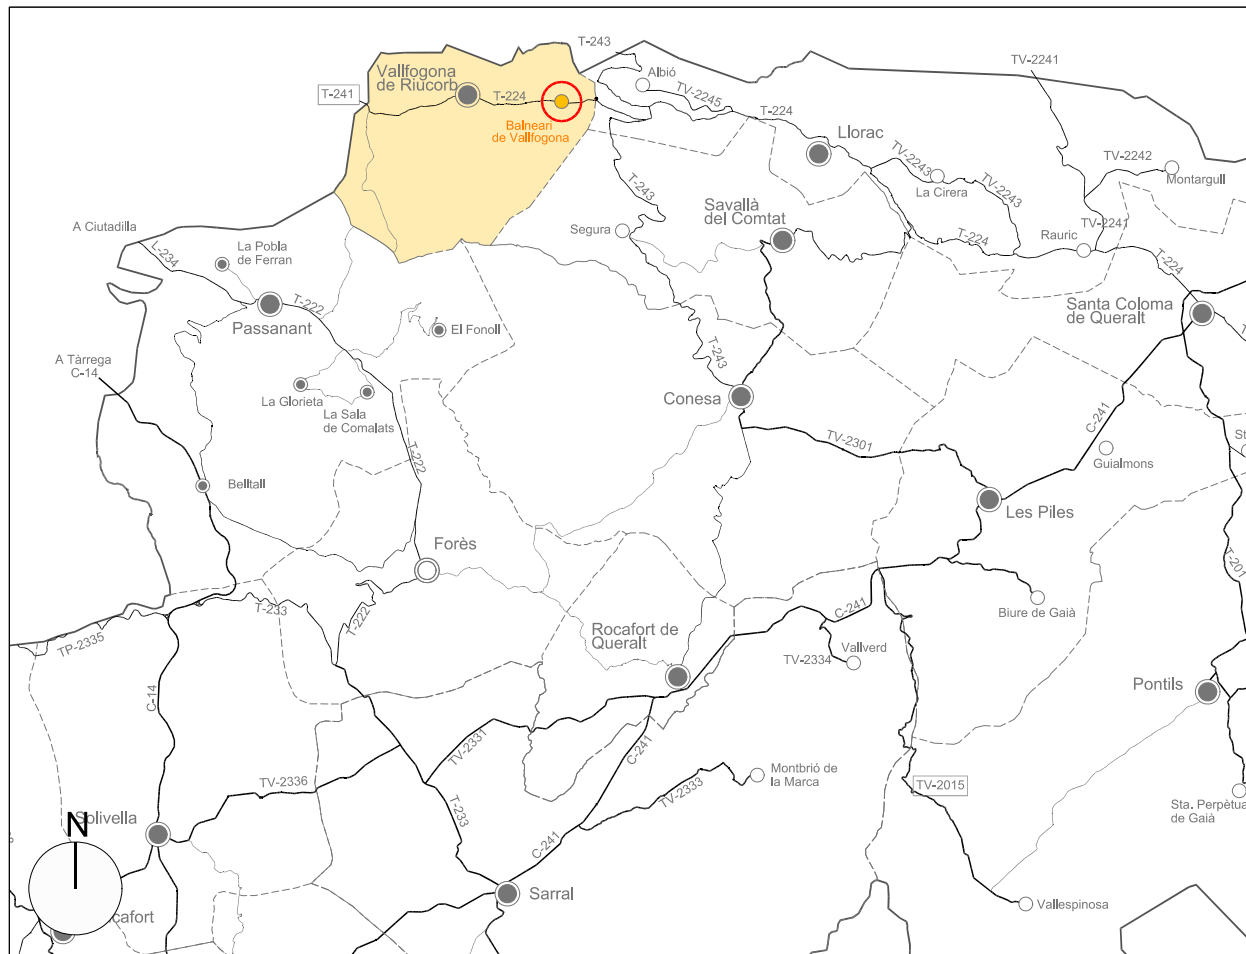 T-243
Vallfogona
de Riucorb
T-241
T-224
Balneari
de Vallfogona
Albió
TV-2245
T-224
TV-2241
Llorac
TV-2243
La Cirera
TV-2243
TV-2242
Montargull
T-243
Savallà
del Comtat
Segura
T-224
Rauric
TV-2241
T-224
A Ciutadilla
L-234
La Pobla
de Ferran
T-222
Passanant
El Fonoll
Santa Coloma
de Queralt
A Tàrrega
C-14
La Glorieta
La Sala
de Comalats
T-243
Conesa
T-222
TV-2301
C-241
Guialmons
St
Belltall
Les Piles
Forès
T-201
T-233
T-222
Rocafort de
Queralt
C-241
Biure de Gaià
TP-2335
TV-2334
Vallverd
C-14
Pontils
TV-2331
C-241
TV-2336
Montbrió de
la Marca
TV-2333
TV-2015
Sta. Perpètua
de Gaià
T-233
Solivella
N
C-241
Sarral
Vallespinosa
cafort